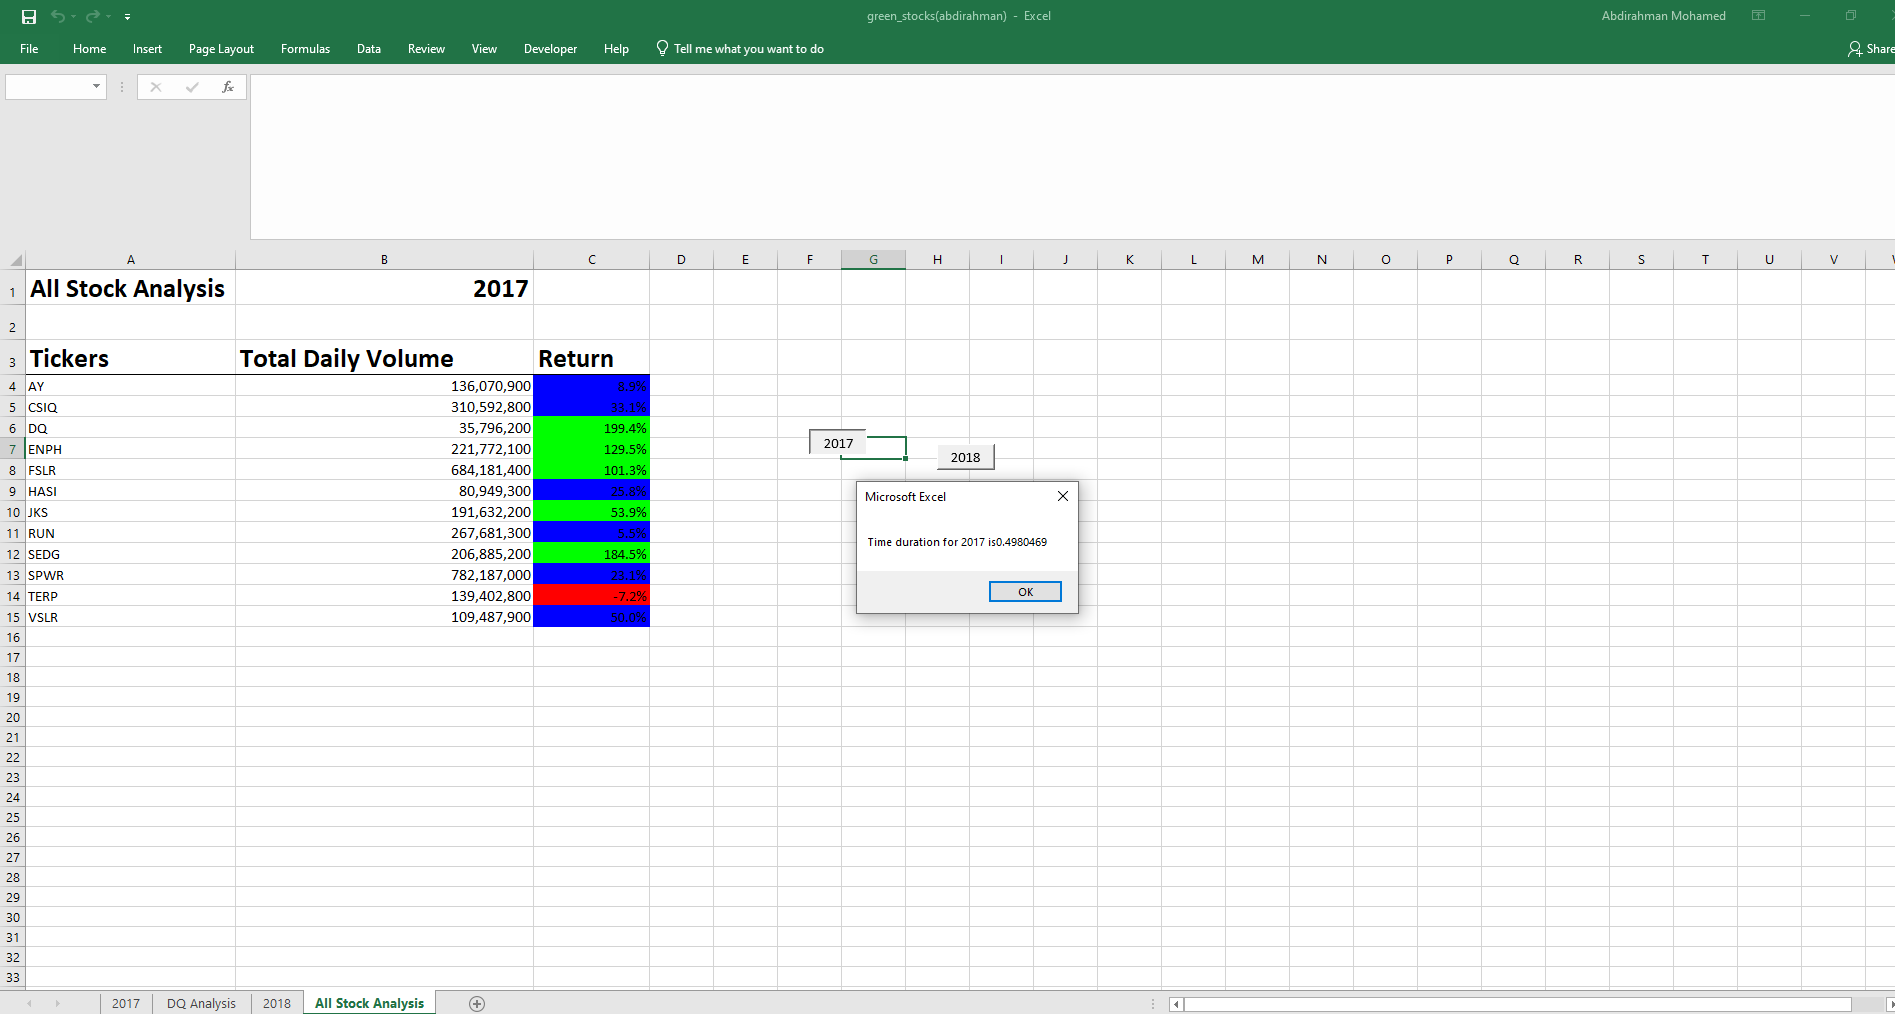 green_stocks(abdirahman) - Excel
Abdirahman Mohamed
File Home Insert Page Layout Formulas Data Review View Developer Help Tell me what you want to do
Share
fx
A B C D E F G H I J K L M N O P Q R S T U V
1 All Stock Analysis 2017
2
3 Tickers Total Daily Volume Return
4 AY 136,070,900 8.9%
5 CSIQ 310,592,800 33.1%
6 DQ 35,796,200 199.4%
7 ENPH 221,772,100 129.5%
8 FSLR 684,181,400 101.3%
9 HASI 80,949,300 25.8%
10 JKS 191,632,200 53.9%
11 RUN 267,681,300 5.5%
12 SEDG 206,885,200 184.5%
13 SPWR 782,187,000 23.1%
14 TERP 139,402,800 -7.2%
15 VSLR 109,487,900 50.0%
16
17
18
19
20
21
22
23
24
25
26
27
28
29
30
31
32
33
2017
2018
Microsoft Excel
Time duration for 2017 is0.4980469
OK
2017 DQ Analysis 2018 All Stock Analysis